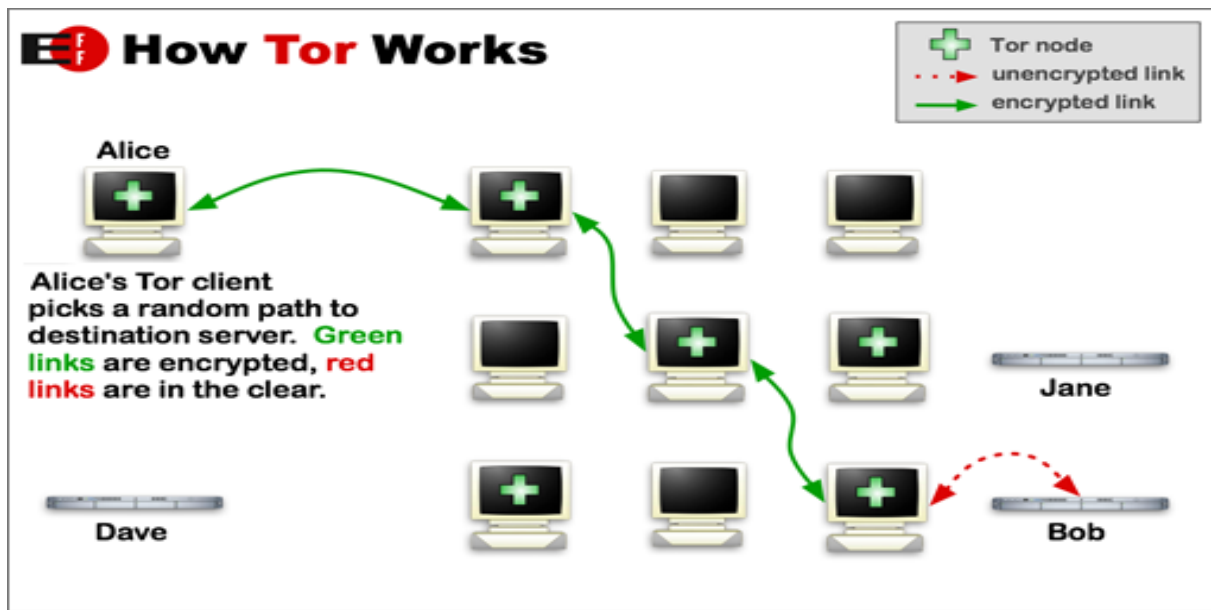 EFF How Tor Works
Tor node
unencrypted link
encrypted link
Alice
Alice's Tor client
picks a random path to
destination server. Green
links are encrypted, red
links are in the clear.
Jane
Dave
Bob